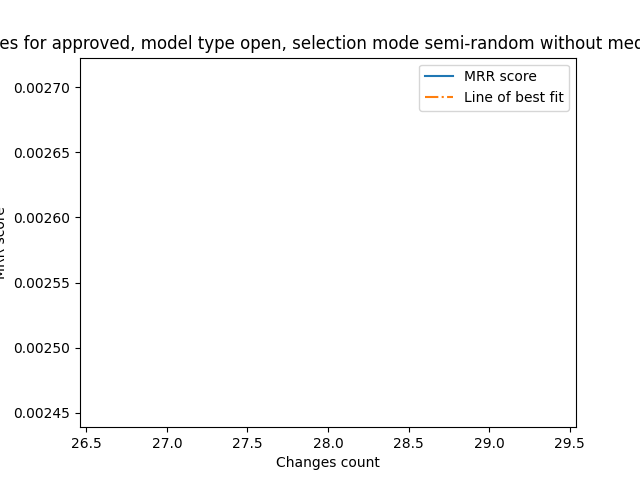 es for approved, model type open, selection mode semi-random without med
MRR score
Line of best fit
0.00270
0.00265
0.00260
0.00255
0.00250
0.00245
MRR score
26.5 27.0 27.5 28.0 28.5 29.0 29.5
Changes count